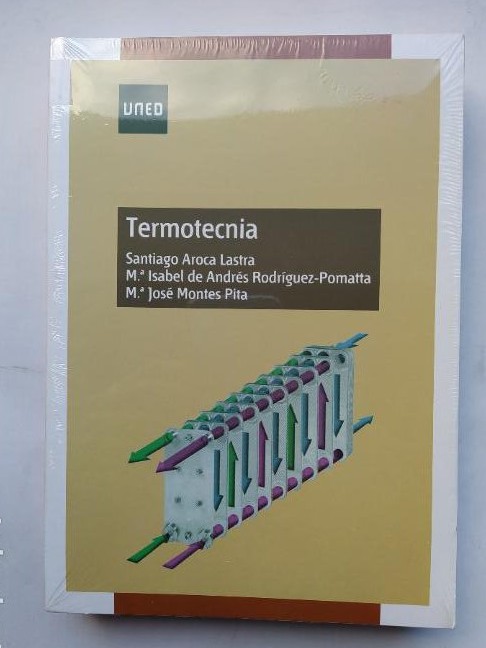 UNED
Termotecnia
Santiago Aroca Lastra
M.ª Isabel de Andrés Rodríguez-Pomatta
M.ª José Montes Pita